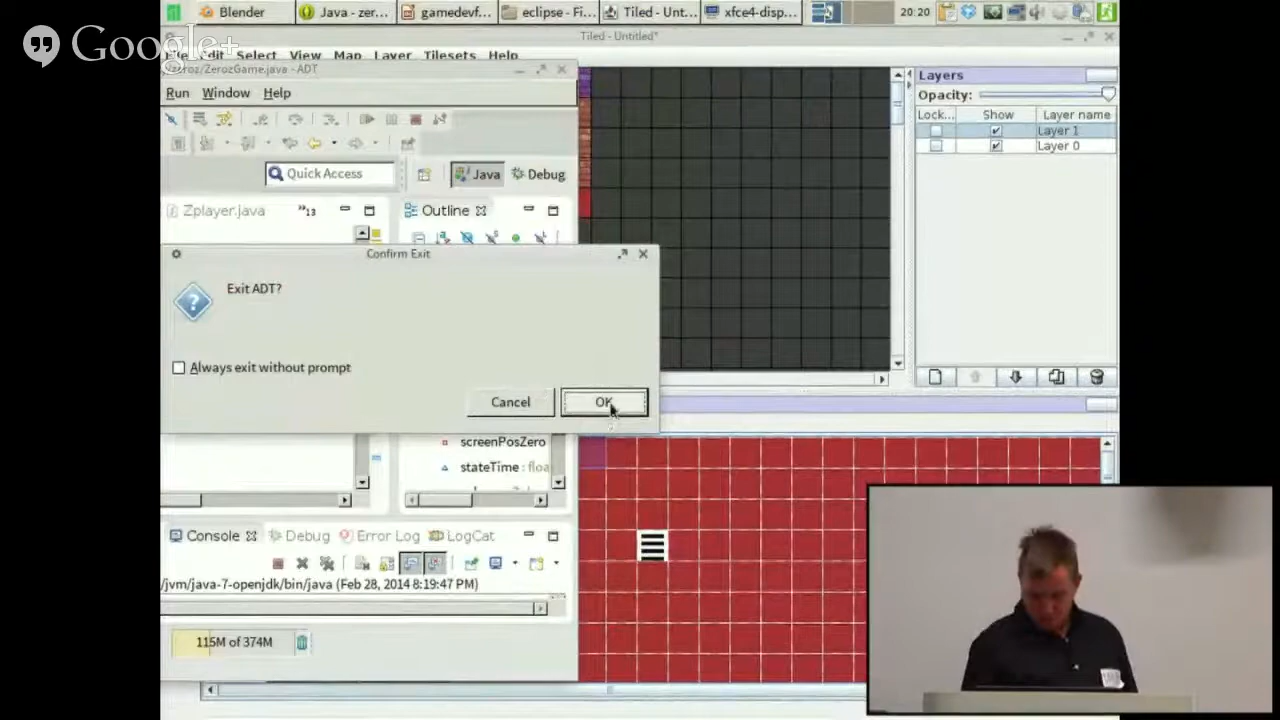 Blender
Java - zer...
gamedevf...
eclipse - Fi...
Tiled - Unt...
xfce4-disp...
20:20
Google+
Tiled - Untitled*
File Edit Select View Map Layer Tilesets Help
/zeroz/ZerozGame.java - ADT
Run Window Help
Quick Access
Java
Debug
Zplayer.java
»13
Outline
Layers
Opacity:
Lock... Show Layer name
Layer 1
Layer 0
Confirm Exit
Exit ADT?
Always exit without prompt
Cancel
OK
screenPosZero
stateTime : floa
Console
Debug
Error Log
LogCat
/jvm/java-7-openjdk/bin/java (Feb 28, 2014 8:19:47 PM)
115M of 374M